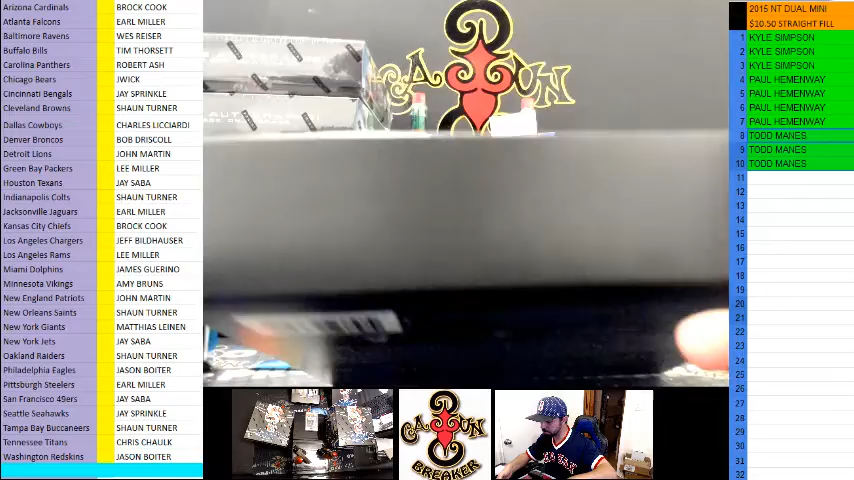 Arizona Cardinals BROCK COOK
Atlanta Falcons EARL MILLER
Baltimore Ravens WES REISER
Buffalo Bills TIM THORSETT
Carolina Panthers ROBERT ASH
Chicago Bears JWICK
Cincinnati Bengals JAY SPRINKLE
Cleveland Browns SHAUN TURNER
Dallas Cowboys CHARLES LICCIARDI
Denver Broncos BOB DRISCOLL
Detroit Lions JOHN MARTIN
Green Bay Packers LEE MILLER
Houston Texans JAY SABA
Indianapolis Colts SHAUN TURNER
Jacksonville Jaguars EARL MILLER
Kansas City Chiefs BROCK COOK
Los Angeles Chargers JEFF BILDHAUSER
Los Angeles Rams LEE MILLER
Miami Dolphins JAMES GUERINO
Minnesota Vikings AMY BRUNS
New England Patriots JOHN MARTIN
New Orleans Saints SHAUN TURNER
New York Giants MATTHIAS LEINEN
New York Jets JAY SABA
Oakland Raiders SHAUN TURNER
Philadelphia Eagles JASON BOITER
Pittsburgh Steelers EARL MILLER
San Francisco 49ers JAY SABA
Seattle Seahawks JAY SPRINKLE
Tampa Bay Buccaneers SHAUN TURNER
Tennessee Titans CHRIS CHAULK
Washington Redskins JASON BOITER
CAJUN
BREAKER
2015 NT DUAL MINI
$10.50 STRAIGHT FILL
1 KYLE SIMPSON
2 KYLE SIMPSON
3 KYLE SIMPSON
4 PAUL HEMENWAY
5 PAUL HEMENWAY
6 PAUL HEMENWAY
7 PAUL HEMENWAY
8 TODD MANES
9 TODD MANES
10 TODD MANES
11
12
13
14
15
16
17
18
19
20
21
22
23
24
25
26
27
28
29
30
31
32